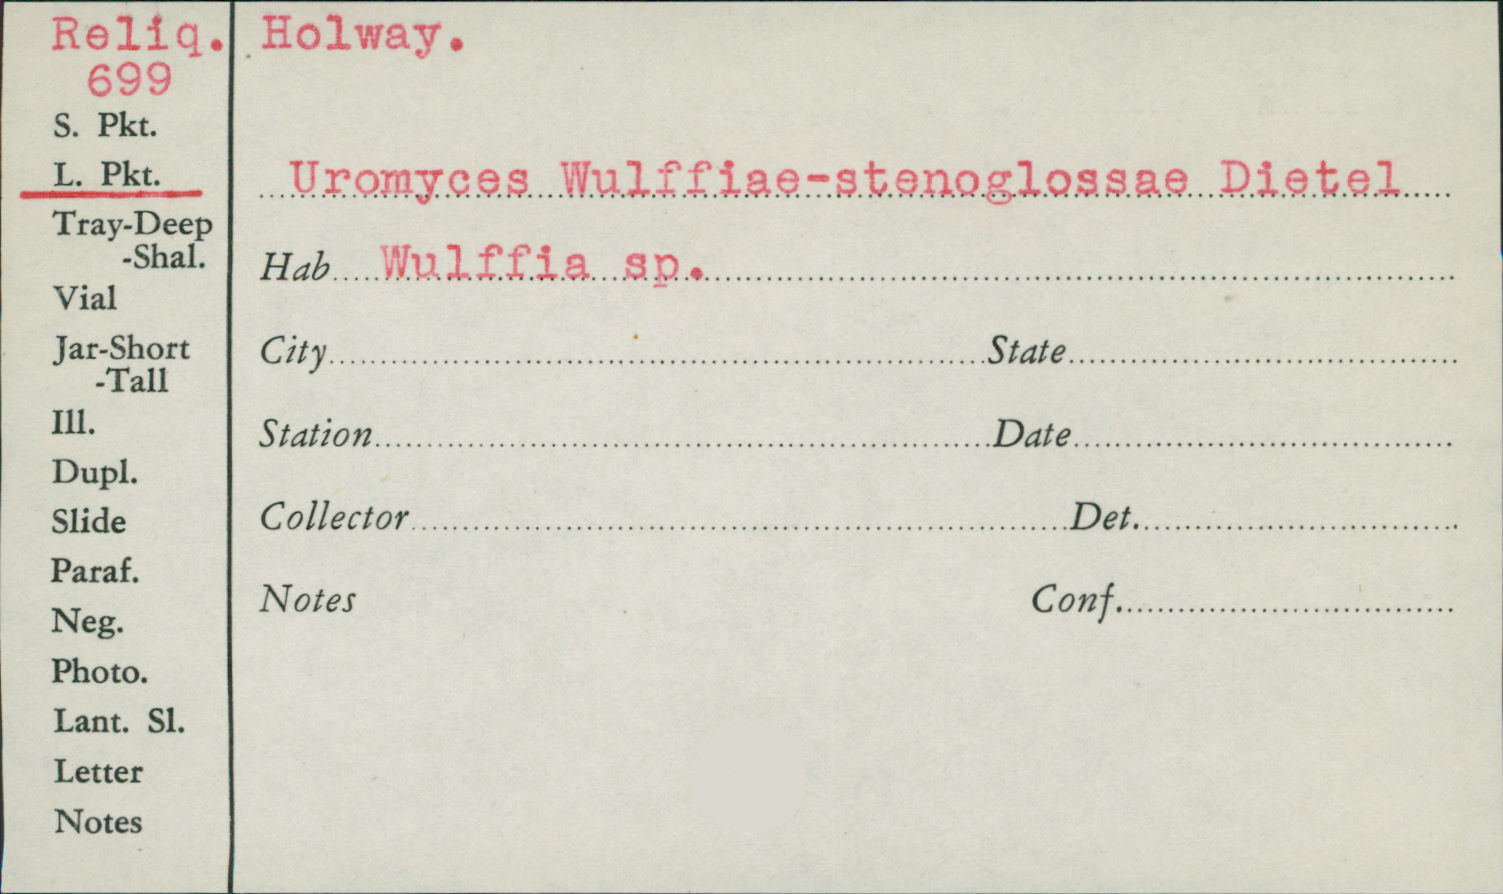 Reliq. Holway.
699
S. Pkt.
L. Pkt.
Uromyces Wulffiae-stenoglossae Dietel
Tray-Deep
-Shal.
Hab Wulffia sp.
Vial
Jar-Short
-Tall
City State
Ill.
Station Date
Dupl.
Slide
Collector Det.
Paraf.
Notes Conf.
Neg.
Photo.
Lant. Sl.
Letter
Notes